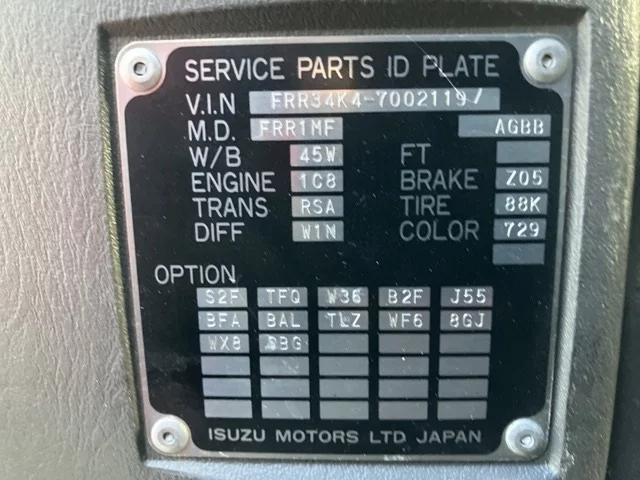 SERVICE PARTS ID PLATE
V.I.N FRR34K4-7002119/
M.D. FRR1MF AGBB
W/B 45W FT
ENGINE 1C8 BRAKE Z05
TRANS RSA TIRE 88K
DIFF W1N COLOR 729
OPTION
S2F TFQ W36 B2F J55
BFA BAL TLZ WF6 8GJ
WX8
ISUZU MOTORS LTD JAPAN